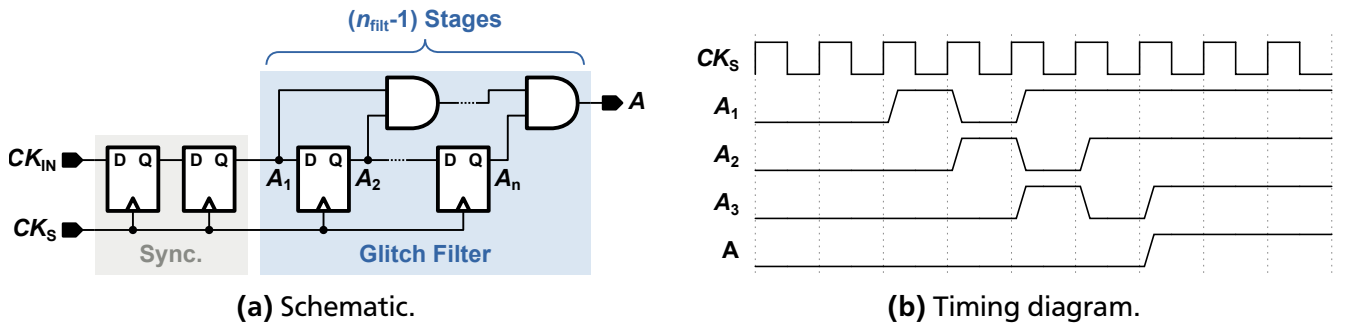 (nfilt-1) Stages
A
CKIN
D Q
D Q
D Q
D Q
A1
A2
An
CKS
Sync.
Glitch Filter
(a) Schematic.
CKS
A1
A2
A3
A
(b) Timing diagram.